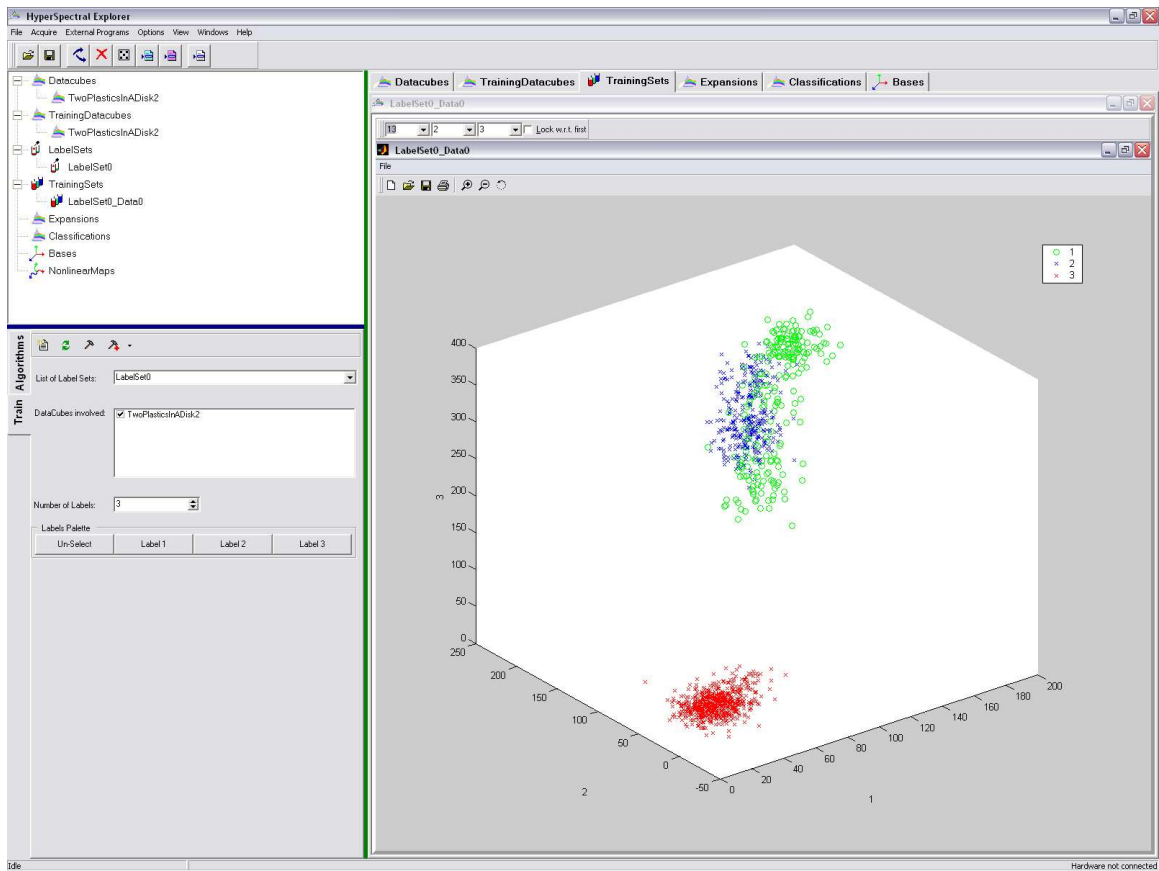 HyperSpectral Explorer
File Acquire External Programs Options View Windows Help
Datacubes
TwoPlasticsInADisk2
TrainingDatacubes
TwoPlasticsInADisk2
LabelSets
LabelSet0
TrainingSets
LabelSet0_Data0
Expansions
Classifications
Bases
NonlinearMaps
Algorithms
Train
List of Label Sets: LabelSet0
DataCubes involved: TwoPlasticsInADisk2
Number of Labels: 3
Labels Palette
Un-Select Label 1 Label 2 Label 3
Datacubes TrainingDatacubes TrainingSets Expansions Classifications Bases
LabelSet0_Data0
13 2 3 Lock w.r.t. first
LabelSet0_Data0
File
1
2
3
400
350
300
250
200
150
100
50
0
3
250
200
150
100
50
0
-50
2
0
20
40
60
80
100
120
140
160
180
200
1
Idle
Hardware not connected